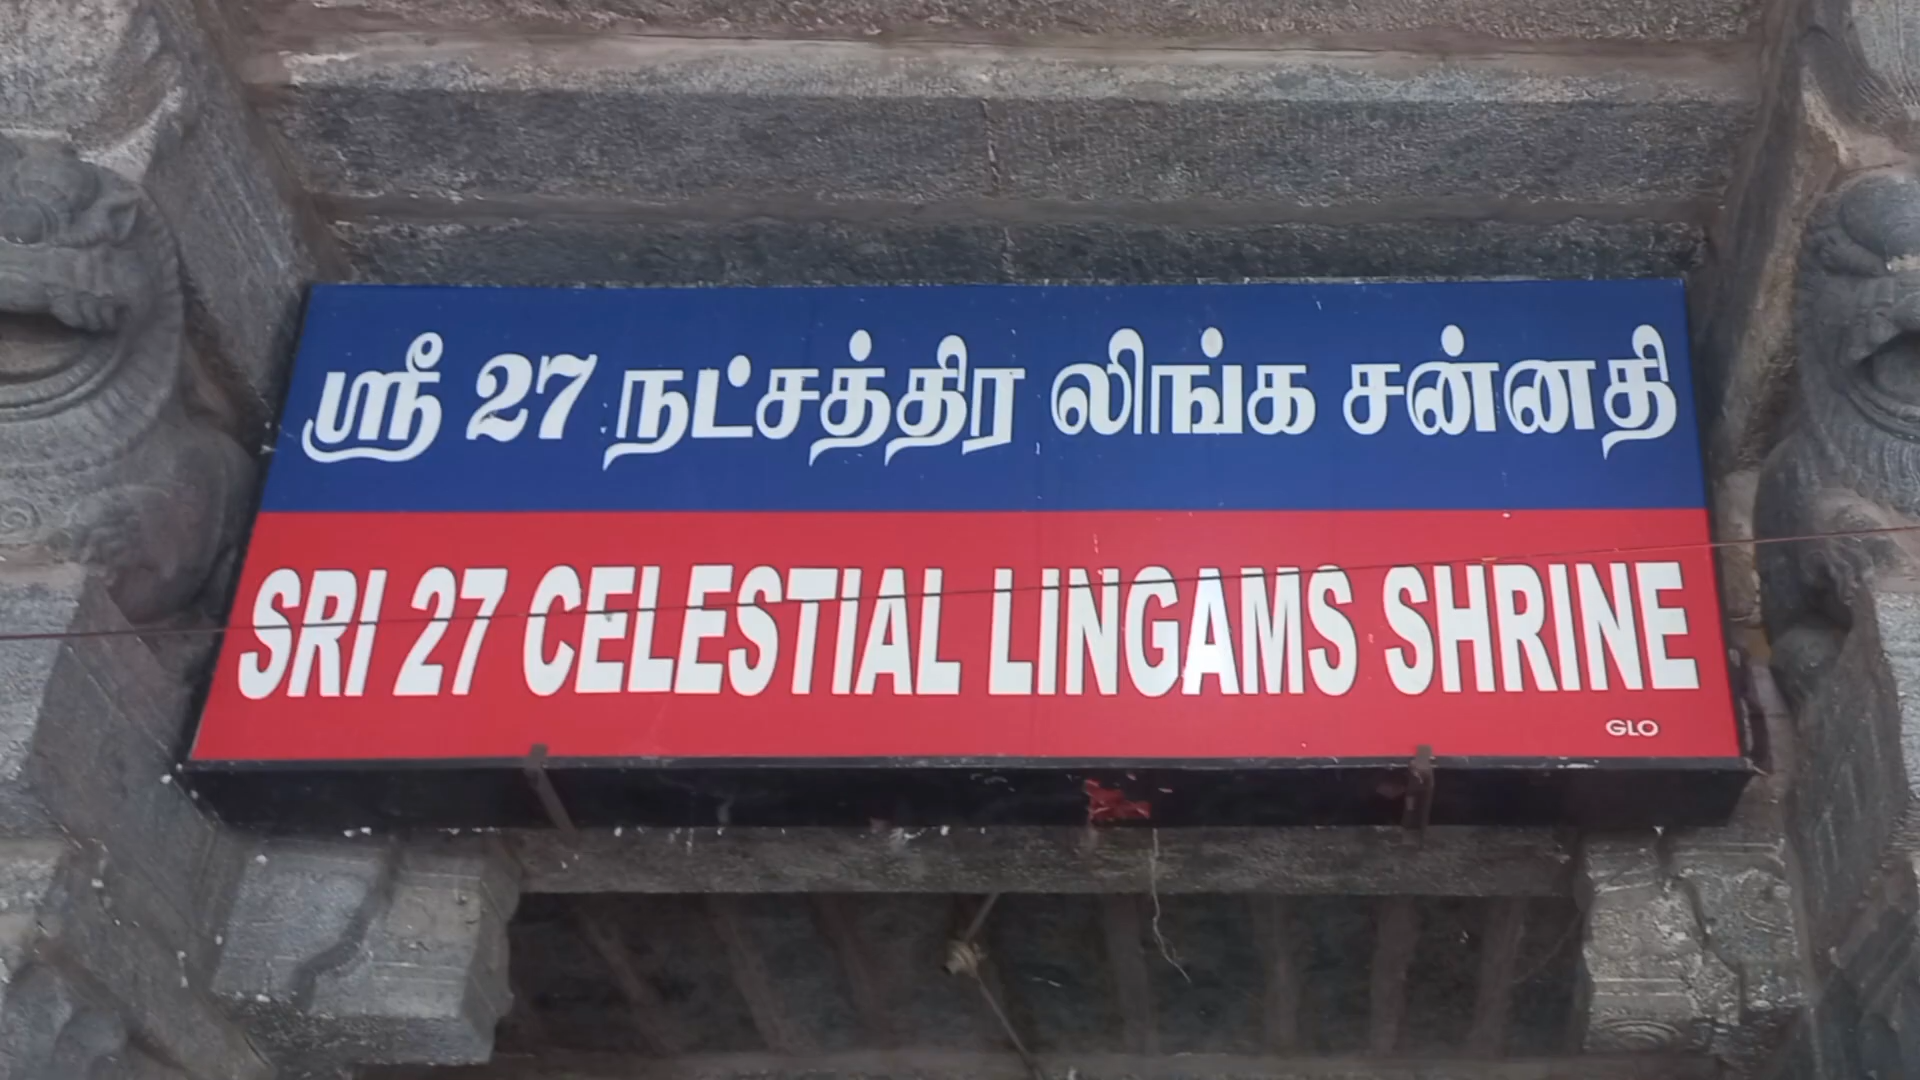 ஸ்ரீ 27 நட்சத்திர லிங்க சன்னதி
SRI 27 CELESTIAL LINGAMS SHRINE
GLO